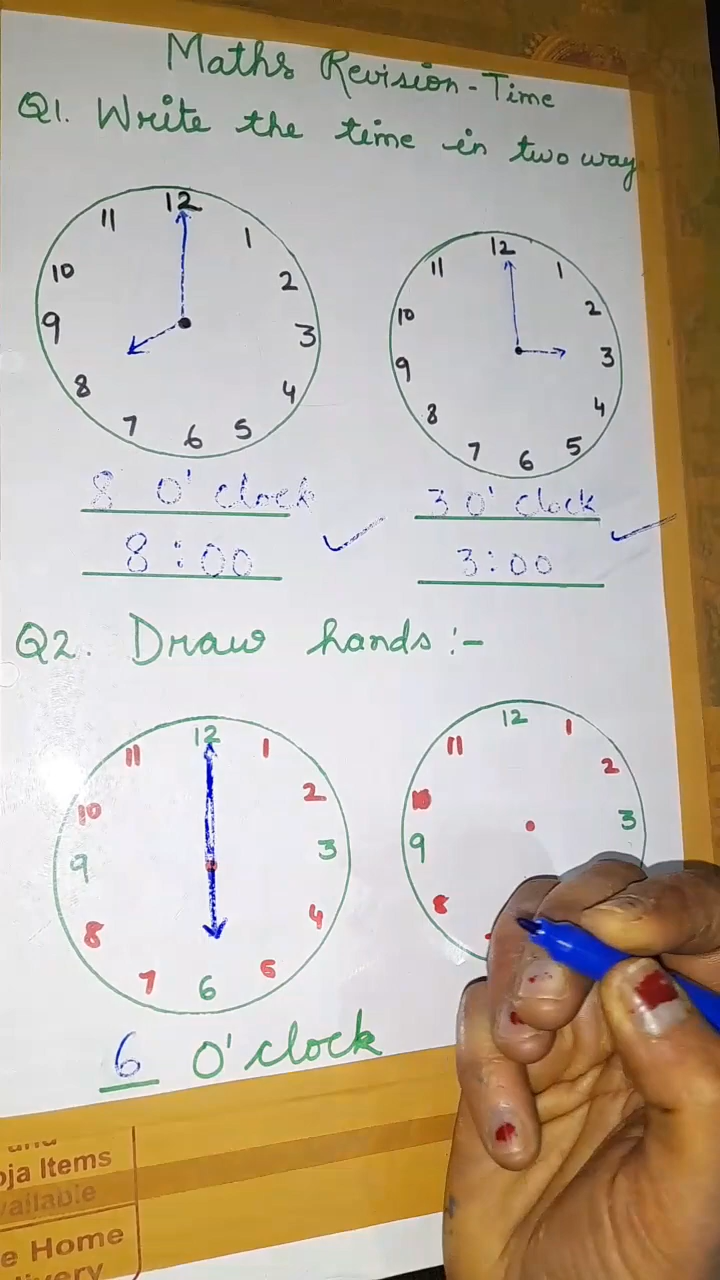 Maths Revision - Time
Q1. Write the time in two way
12
11 1
10 2
9 3
8 4
7 6 5
12
11 1
10 2
9 3
8 4
7 6 5
8 O' clock
8:00
3 O' clock
3:00
Q2. Draw hands :-
12
11 1
10 2
9 3
8 4
7 6 5
12
11 1
10 2
9 3
8
6 O' clock
ja Items
vailable
e Home
ivery